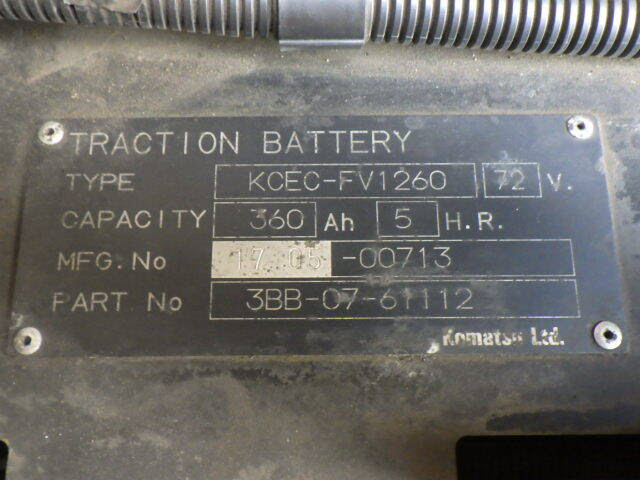 TRACTION BATTERY
TYPE KCEC-FV1260 72 V.
CAPACITY 360 Ah 5 H.R.
MFG.No 17 05 -00713
PART No 3BB-07-61112
Komatsu Ltd.